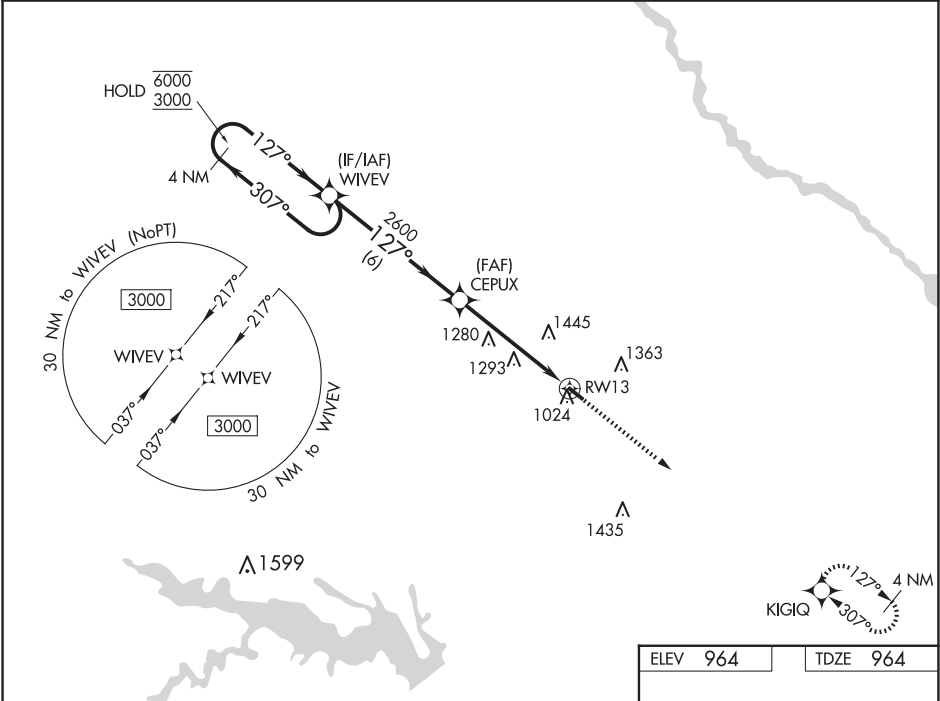 HOLD 6000
3000
4 NM
127°
307°
(IF/IAF)
WIVEV
2600
127°
(6)
(FAF)
CEPUX
30 NM to WIVEV (NoPT)
3000
217°
WIVEV
037°
217°
WIVEV
3000
037°
30 NM to WIVEV
1280
1445
1293
1363
RW13
1024
1435
1599
127°
4 NM
KIGIQ
307°
ELEV 964
TDZE 964